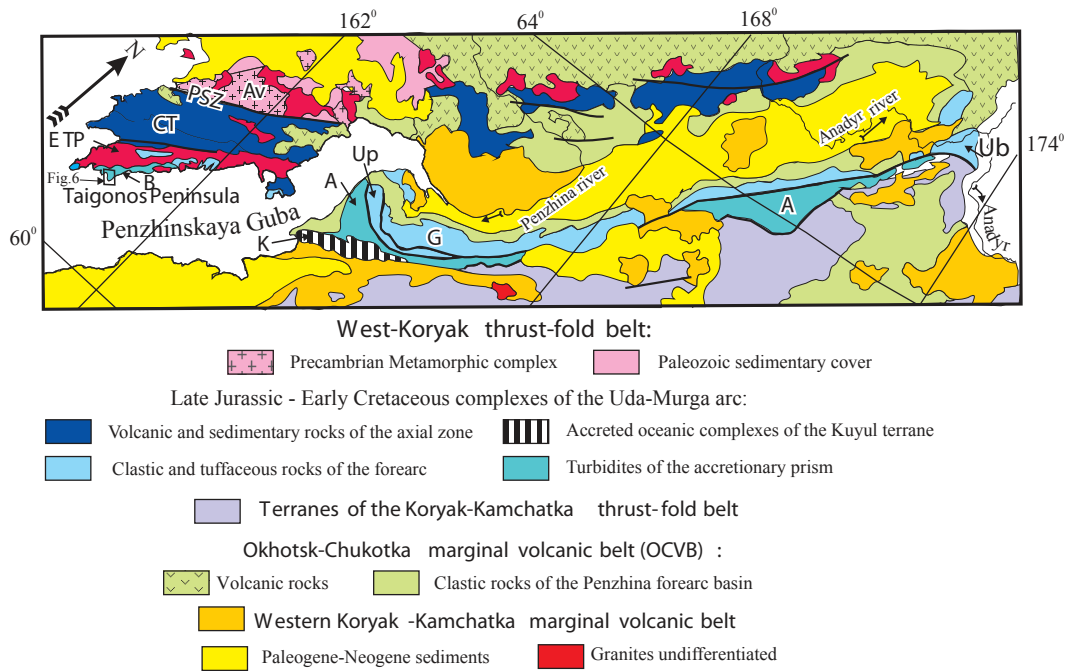 162⁰ 64⁰ 168⁰
N
Av
PSZ
CT
E TP
Up
Anadyr river
Ub
174⁰
Fig.6
B
A
Taigonos Peninsula
Penzhina river
A
Anadyr
Penzhinskaya Guba
G
60⁰
K
West-Koryak thrust-fold belt:
Precambrian Metamorphic complex Paleozoic sedimentary cover
Late Jurassic - Early Cretaceous complexes of the Uda-Murga arc:
Volcanic and sedimentary rocks of the axial zone Accreted oceanic complexes of the Kuyul terrane
Clastic and tuffaceous rocks of the forearc Turbidites of the accretionary prism
Terranes of the Koryak-Kamchatka thrust-fold belt
Okhotsk-Chukotka marginal volcanic belt (OCVB) :
Volcanic rocks Clastic rocks of the Penzhina forearc basin
Western Koryak -Kamchatka marginal volcanic belt
Paleogene-Neogene sediments Granites undifferentiated